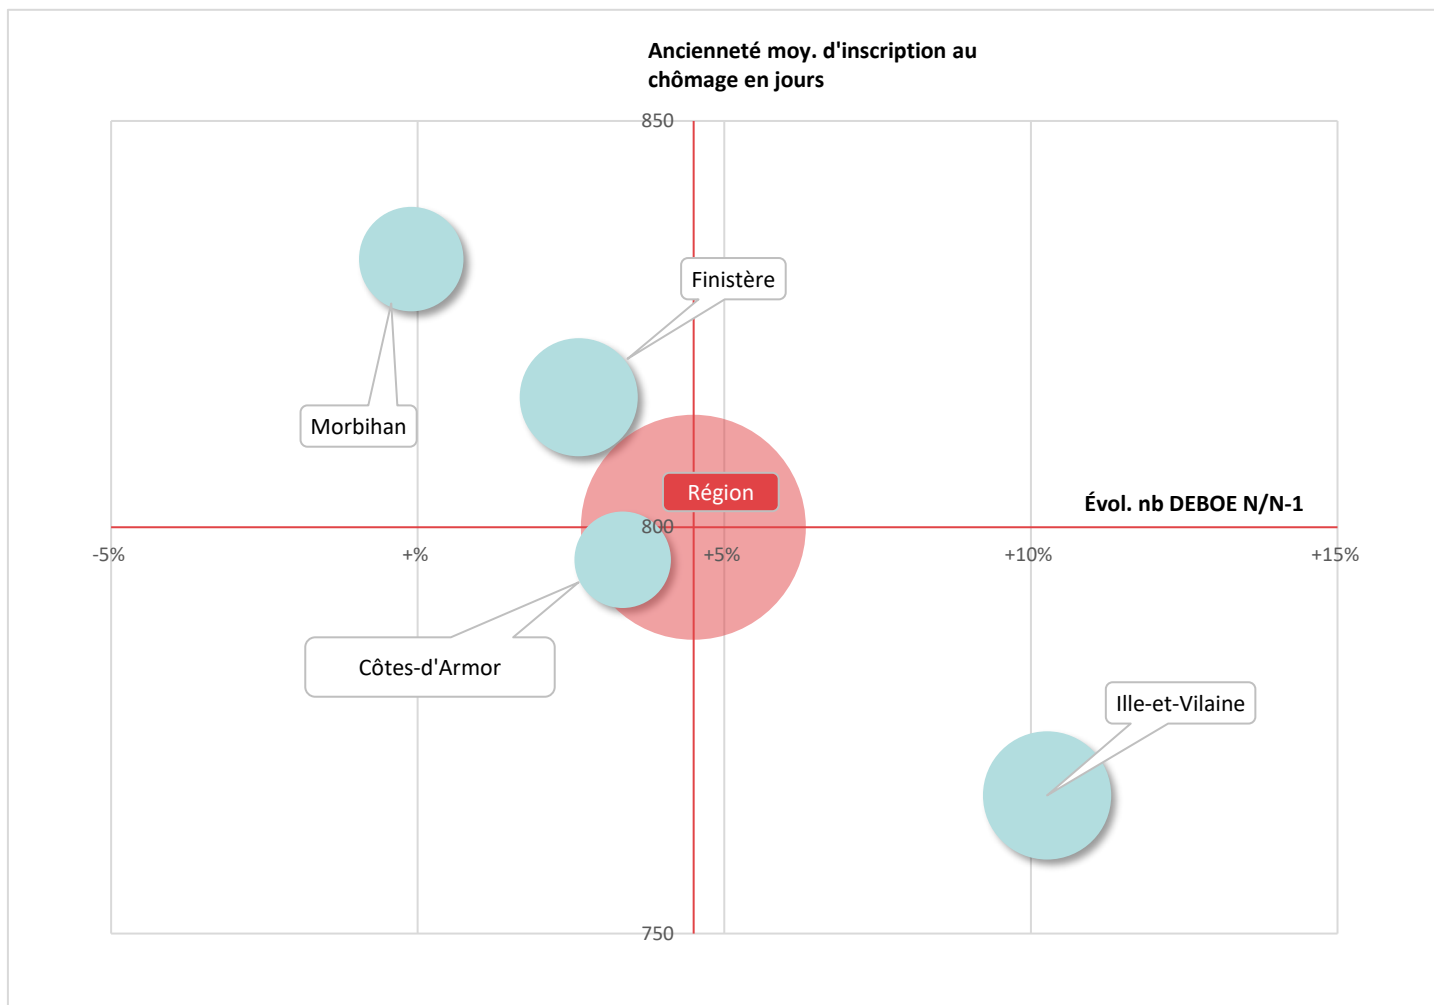 Ancienneté moy. d'inscription au
chômage en jours
850
Finistère
Morbihan
Région
Évol. nb DEBOE N/N-1
800
-5%
+%
+5%
+10%
+15%
Côtes-d'Armor
Ille-et-Vilaine
750